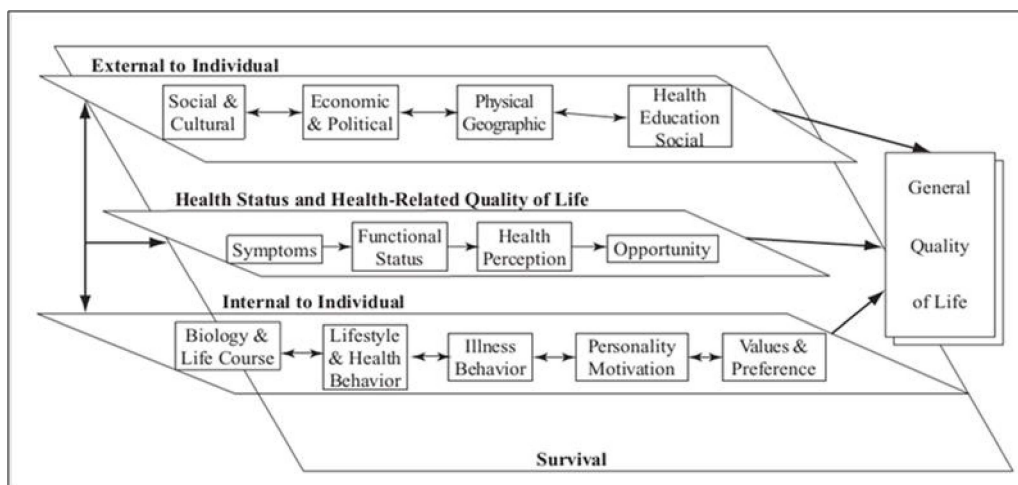 External to Individual
Social &
Cultural
Economic
& Political
Physical
Geographic
Health
Education
Social
Health Status and Health-Related Quality of Life
Symptoms
Functional
Status
Health
Perception
Opportunity
Internal to Individual
Biology &
Life Course
Lifestyle
& Health
Behavior
Illness
Behavior
Personality
Motivation
Values &
Preference
General
Quality
of Life
Survival